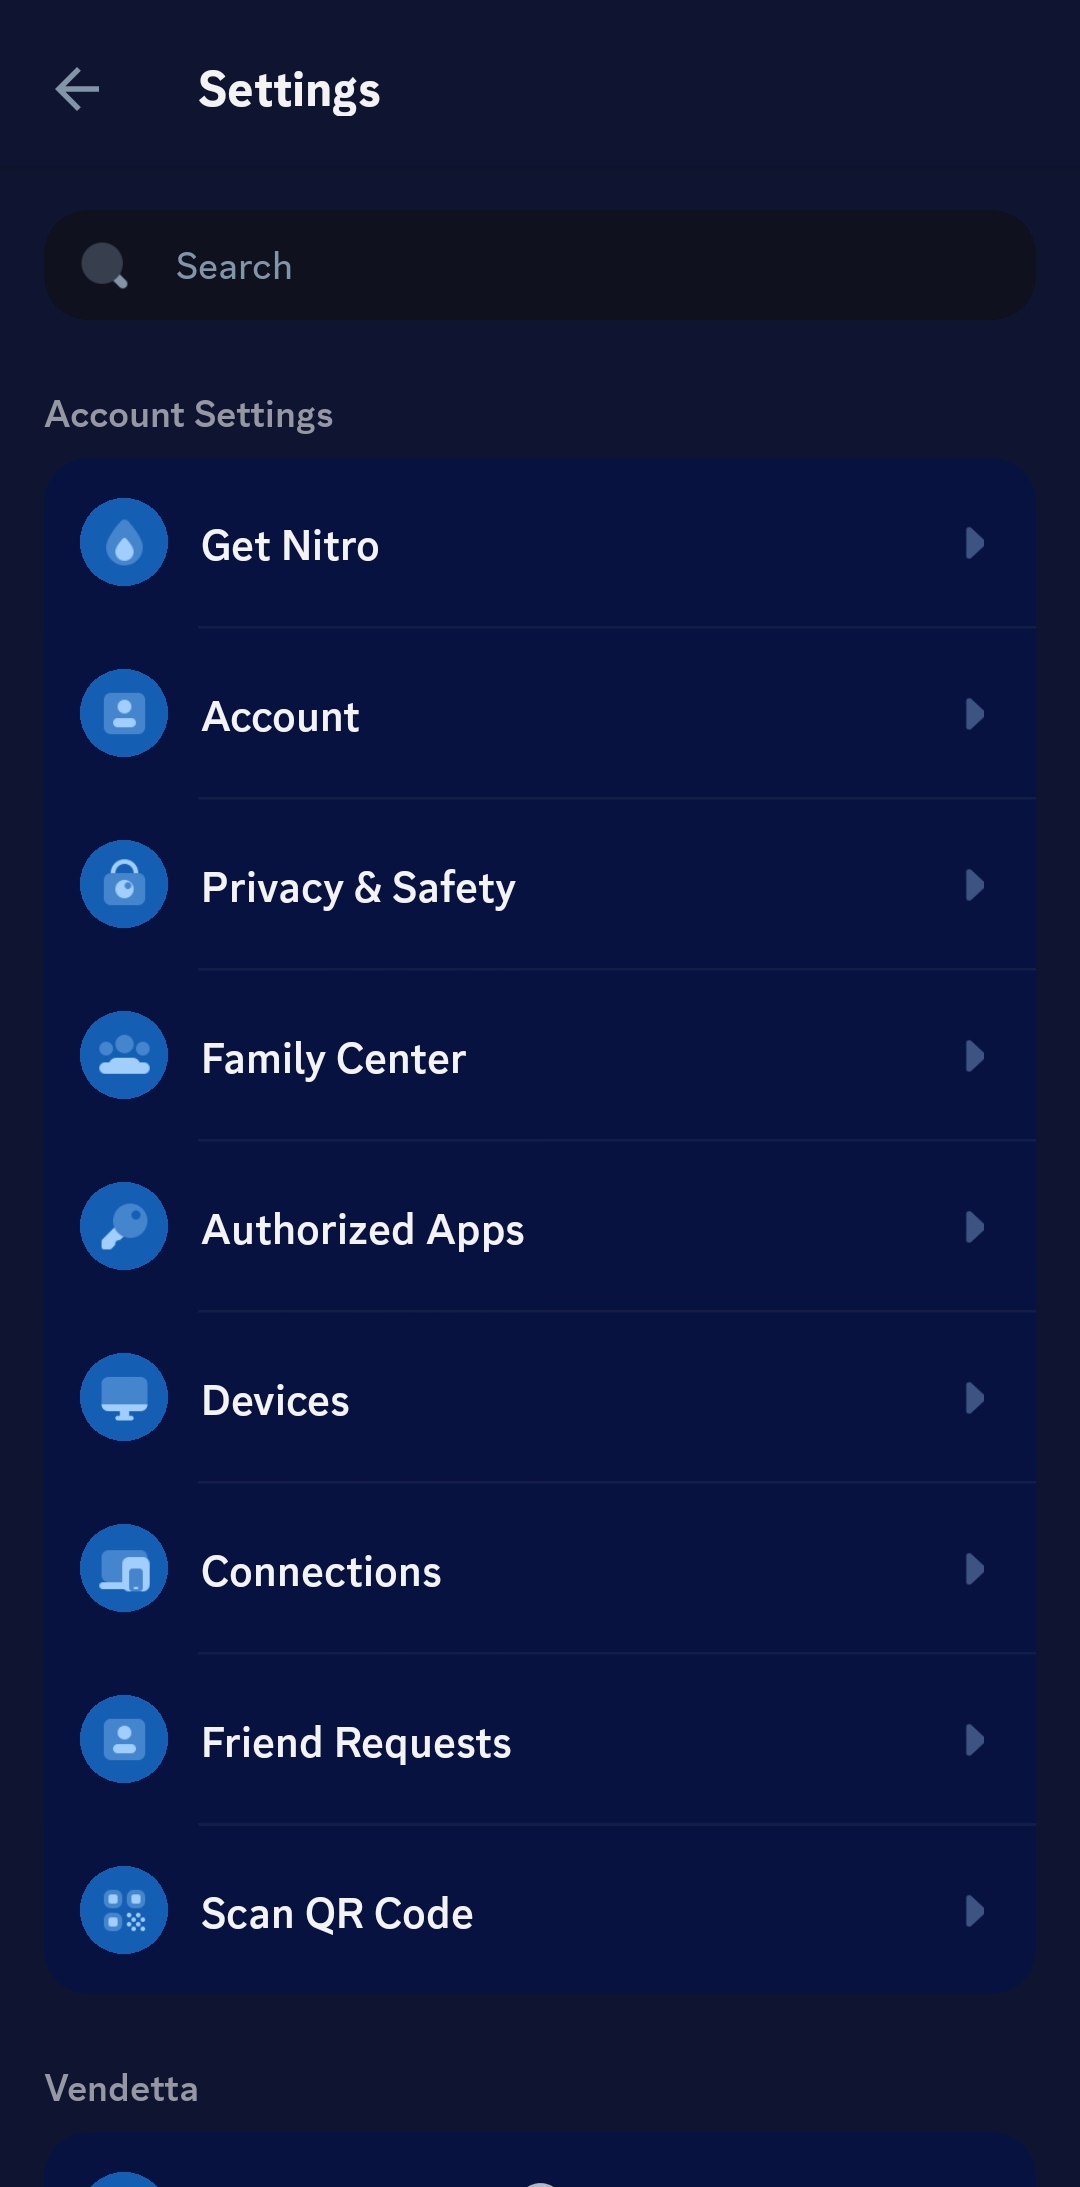 Settings
Search
Account Settings
Get Nitro
Account
Privacy & Safety
Family Center
Authorized Apps
Devices
Connections
Friend Requests
Scan QR Code
Vendetta